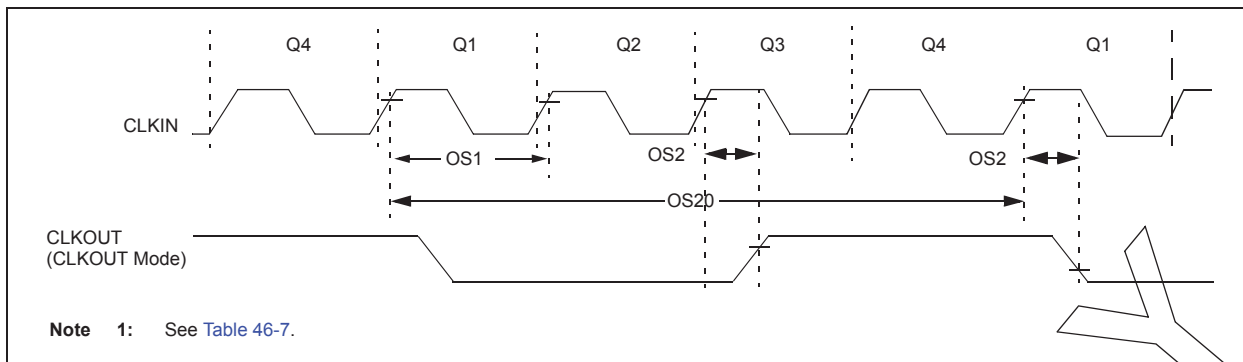 Q4 Q1 Q2 Q3 Q4 Q1
CLKIN
OS1 OS2 OS2
OS20
CLKOUT
(CLKOUT Mode)
Note 1: See Table 46-7.